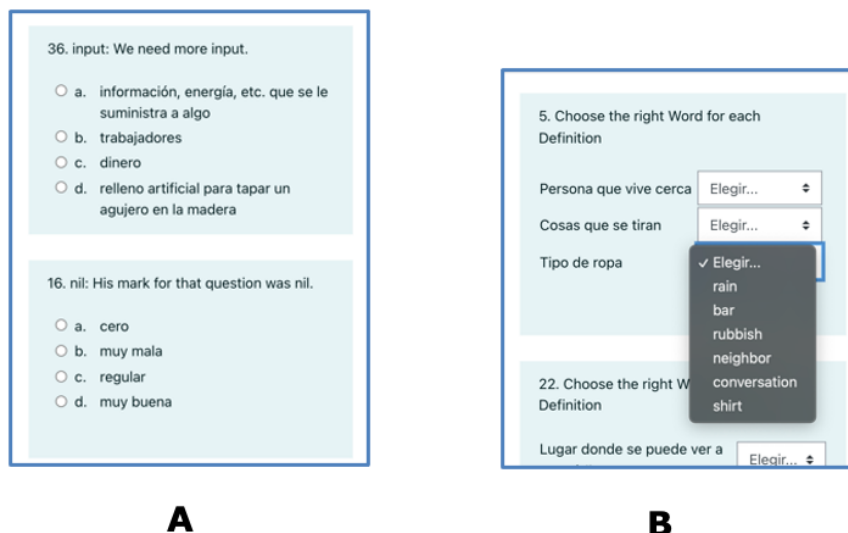 36. input: We need more input.
a. información, energía, etc. que se le
suministra a algo
b. trabajadores
c. dinero
d. relleno artificial para tapar un
agujero en la madera
16. nil: His mark for that question was nil.
a. cero
b. muy mala
c. regular
d. muy buena
A
5. Choose the right Word for each
Definition
Persona que vive cerca Elegir...
Cosas que se tiran Elegir...
Tipo de ropa
✓ Elegir...
rain
bar
rubbish
neighbor
conversation
shirt
22. Choose the right W
Definition
Lugar donde se puede ver a Elegir...
B